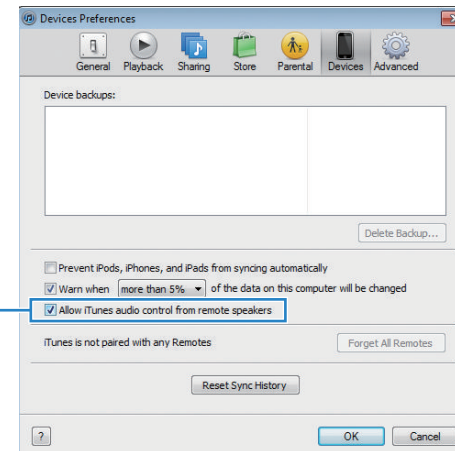 Devices Preferences
General Playback Sharing Store Parental Devices Advanced
Device backups:
Delete Backup...
Prevent iPods, iPhones, and iPads from syncing automatically
Warn when more than 5% of the data on this computer will be changed
Allow iTunes audio control from remote speakers
iTunes is not paired with any Remotes Forget All Remotes
Reset Sync History
? OK Cancel